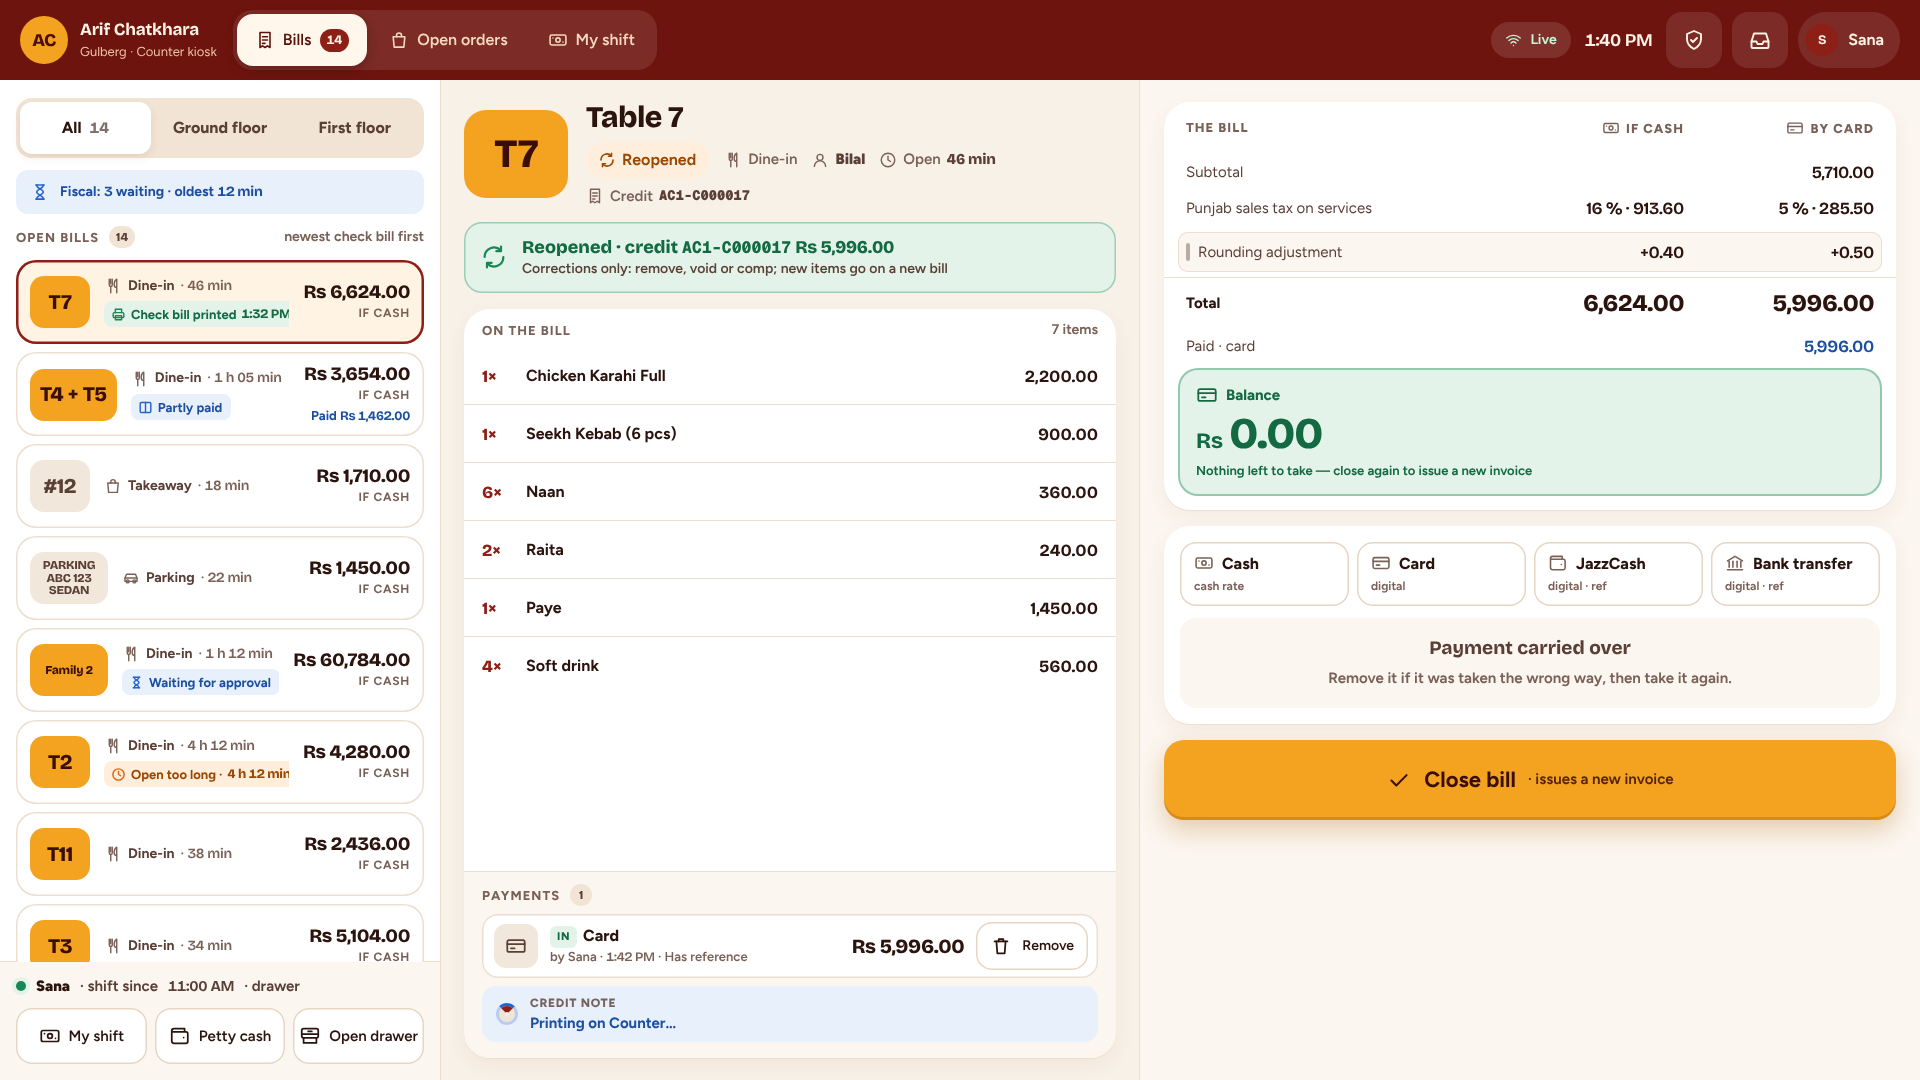 AC
Arif Chatkhara
Gulberg · Counter kiosk
Bills 14
Open orders
My shift
Live
1:40 PM
S
Sana
All 14
Ground floor
First floor
Fiscal: 3 waiting · oldest 12 min
OPEN BILLS 14
newest check bill first
T7
Dine-in · 46 min
Check bill printed 1:32 PM
Rs 6,624.00
IF CASH
T4 + T5
Dine-in · 1 h 05 min
Partly paid
Rs 3,654.00
IF CASH
Paid Rs 1,462.00
#12
Takeaway · 18 min
Rs 1,710.00
IF CASH
PARKING
ABC 123
SEDAN
Parking · 22 min
Rs 1,450.00
IF CASH
Family 2
Dine-in · 1 h 12 min
Waiting for approval
Rs 60,784.00
IF CASH
T2
Dine-in · 4 h 12 min
Open too long · 4 h 12 min
Rs 4,280.00
IF CASH
T11
Dine-in · 38 min
Rs 2,436.00
IF CASH
T3
Dine-in · 34 min
Rs 5,104.00
IF CASH
Sana · shift since 11:00 AM · drawer
My shift
Petty cash
Open drawer
T7
Table 7
Reopened
Dine-in
Bilal
Open 46 min
Credit AC1-C000017
Reopened · credit AC1-C000017 Rs 5,996.00
Corrections only: remove, void or comp; new items go on a new bill
ON THE BILL
7 items
1× Chicken Karahi Full 2,200.00
1× Seekh Kebab (6 pcs) 900.00
6× Naan 360.00
2× Raita 240.00
1× Paye 1,450.00
4× Soft drink 560.00
PAYMENTS 1
IN Card
by Sana · 1:42 PM · Has reference
Rs 5,996.00
Remove
CREDIT NOTE
Printing on Counter...
THE BILL
IF CASH
BY CARD
Subtotal 5,710.00
Punjab sales tax on services 16 % · 913.60 5 % · 285.50
Rounding adjustment +0.40 +0.50
Total 6,624.00 5,996.00
Paid · card 5,996.00
Balance
Rs 0.00
Nothing left to take — close again to issue a new invoice
Cash
cash rate
Card
digital
JazzCash
digital · ref
Bank transfer
digital · ref
Payment carried over
Remove it if it was taken the wrong way, then take it again.
Close bill · issues a new invoice